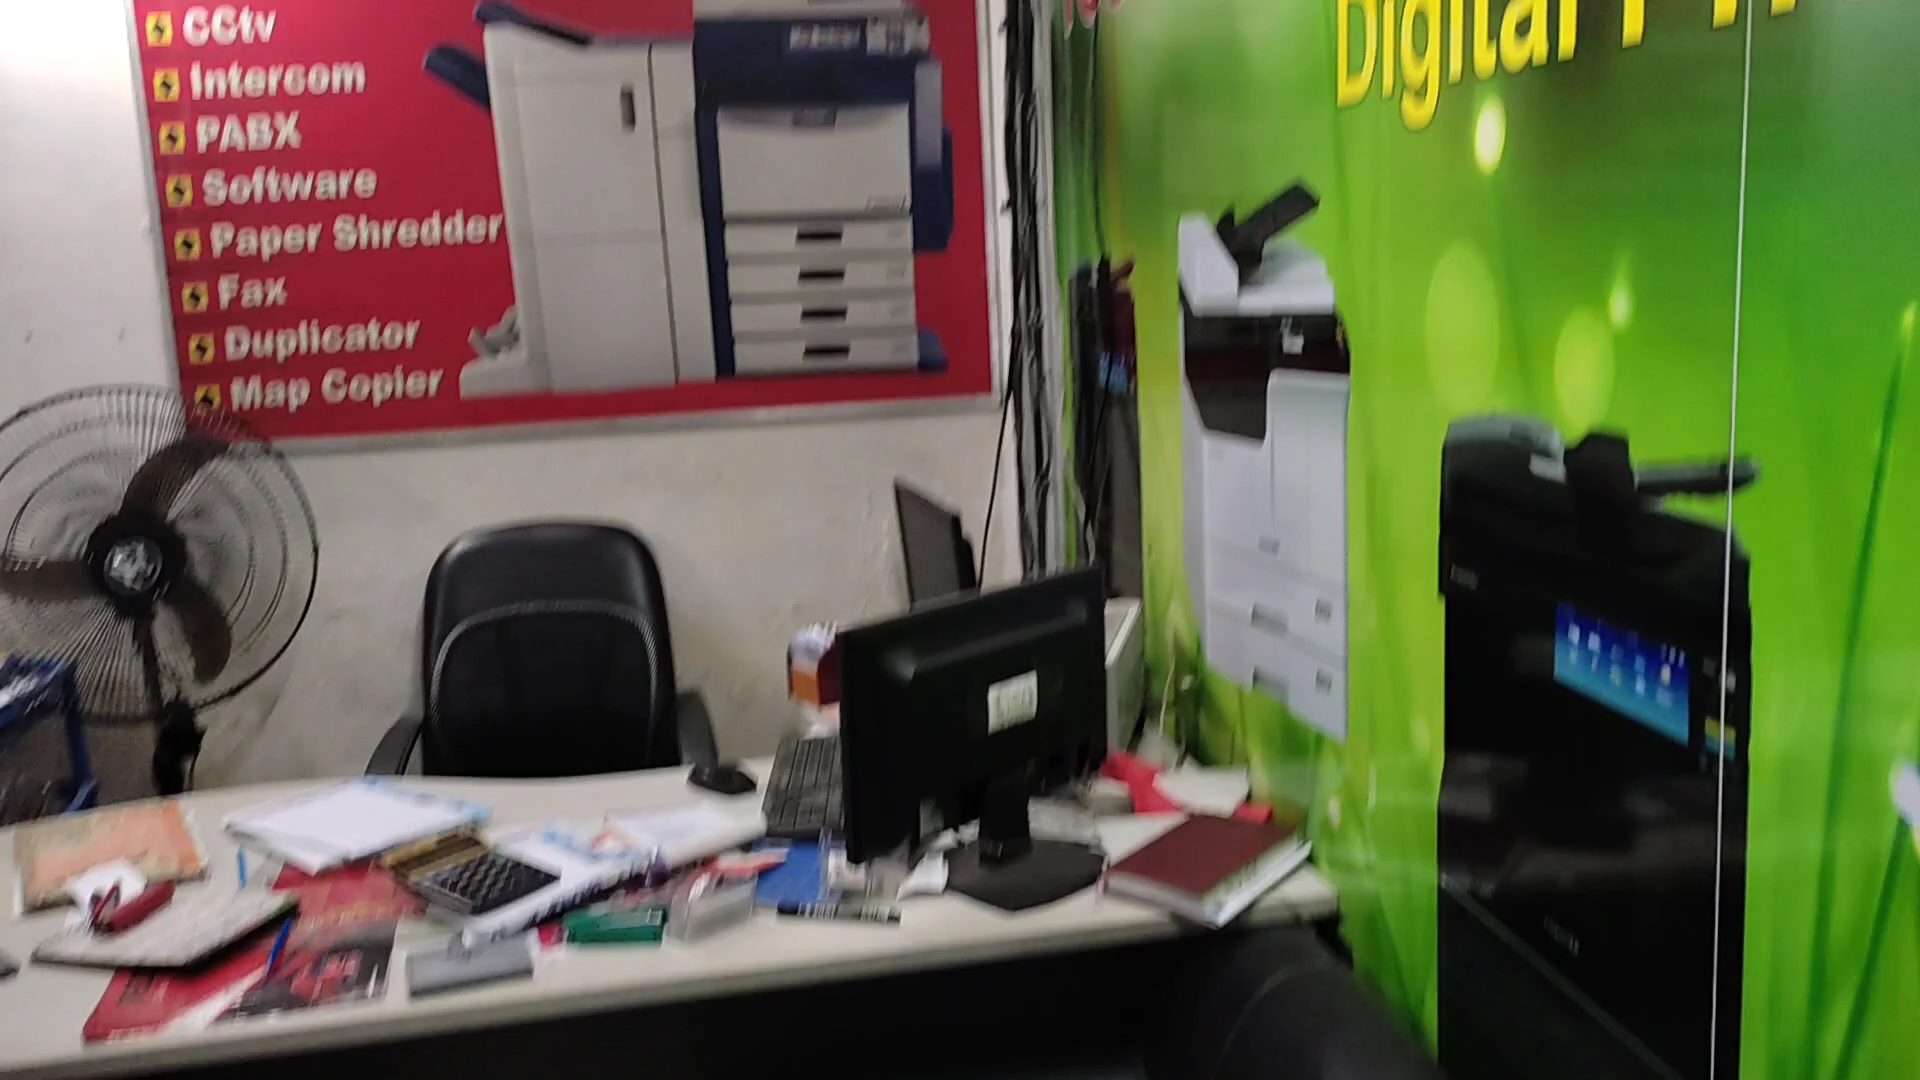 CCtv
Intercom
PABX
Software
Paper Shredder
Fax
Duplicator
Map Copier
Digital